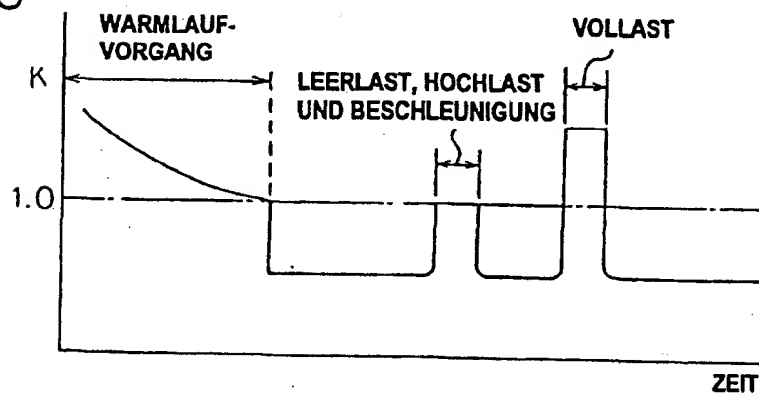 WARMLAUF-
VORGANG
VOLLAST
K
LEERLAST, HOCHLAST
UND BESCHLEUNIGUNG
1.0
ZEIT